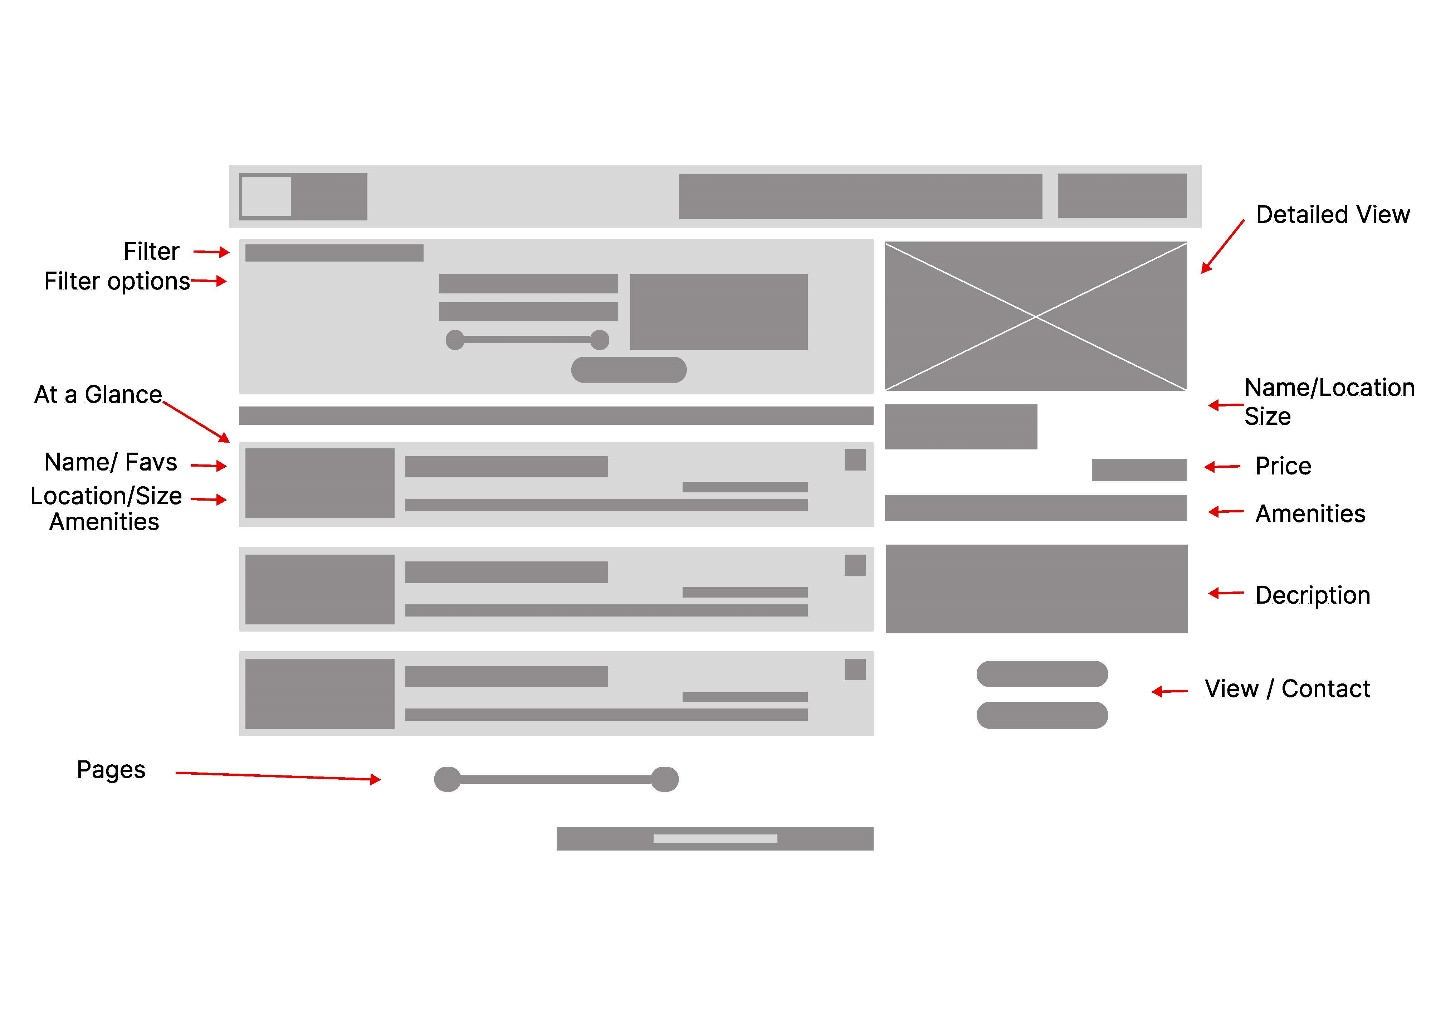 Detailed View
Filter
Filter options
At a Glance
Name/Location
Size
Name/ Favs
Price
Location/Size
Amenities
Amenities
Decription
View / Contact
Pages